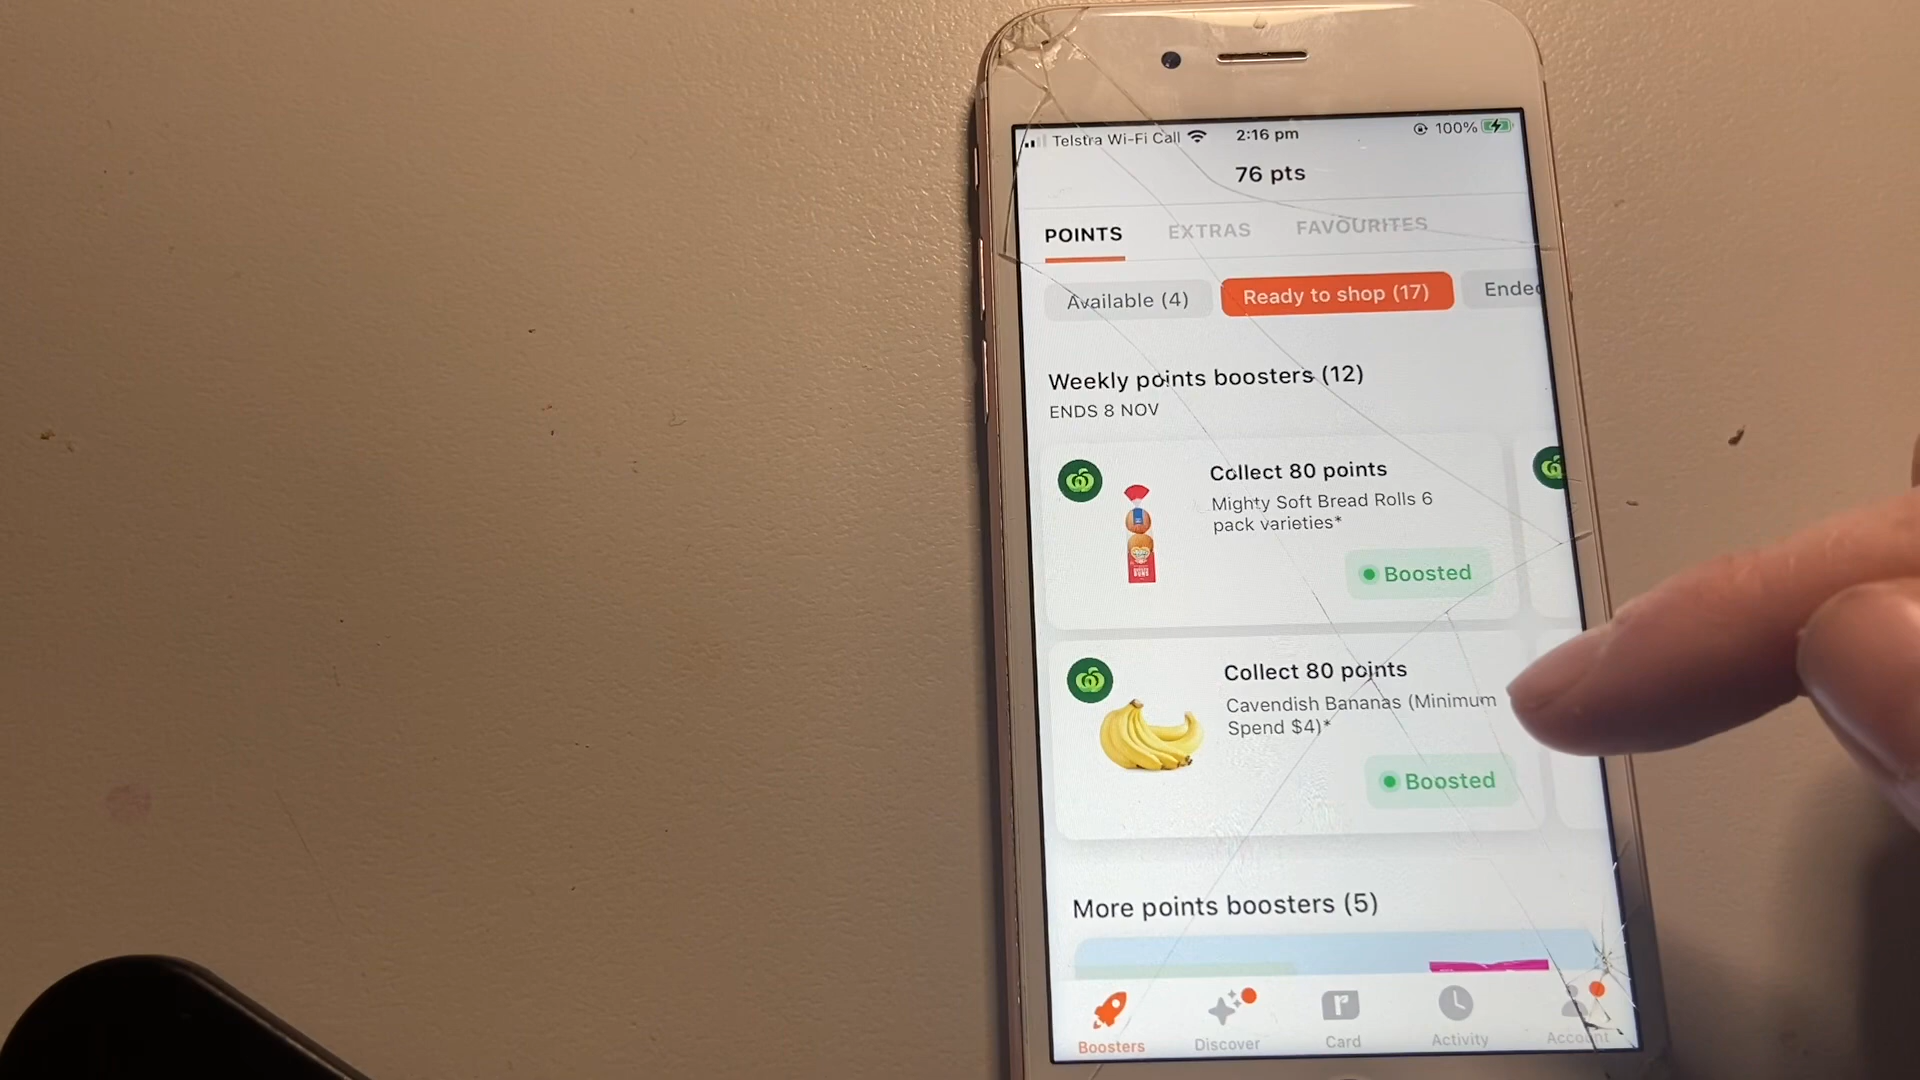 Telstra Wi-Fi Call 2:16 pm 100%
76 pts
POINTS EXTRAS FAVOURITES
Available (4) Ready to shop (17) Ended
Weekly points boosters (12)
ENDS 8 NOV
Collect 80 points
Mighty Soft Bread Rolls 6
pack varieties*
Boosted
Collect 80 points
Cavendish Bananas (Minimum
Spend $4)*
Boosted
More points boosters (5)
Boosters Discover Card Activity Account